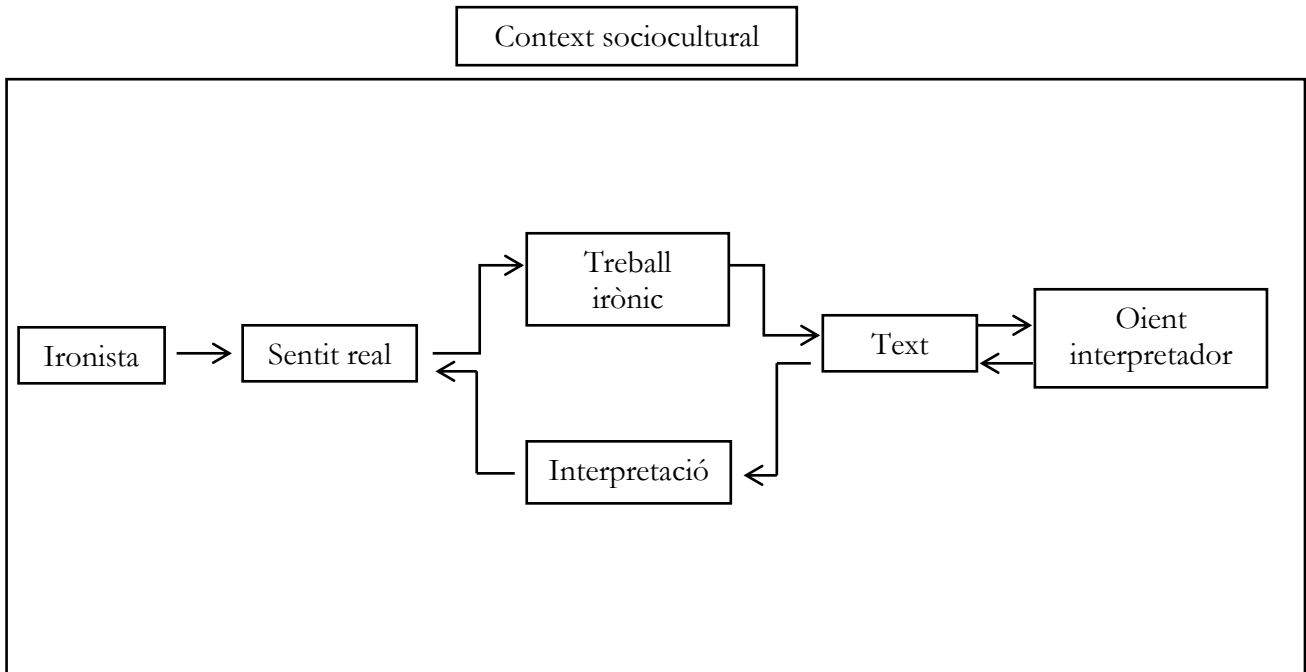 Context sociocultural
Treball
irònic
Oient
interpretador
Ironista
Sentit real
Text
Interpretació